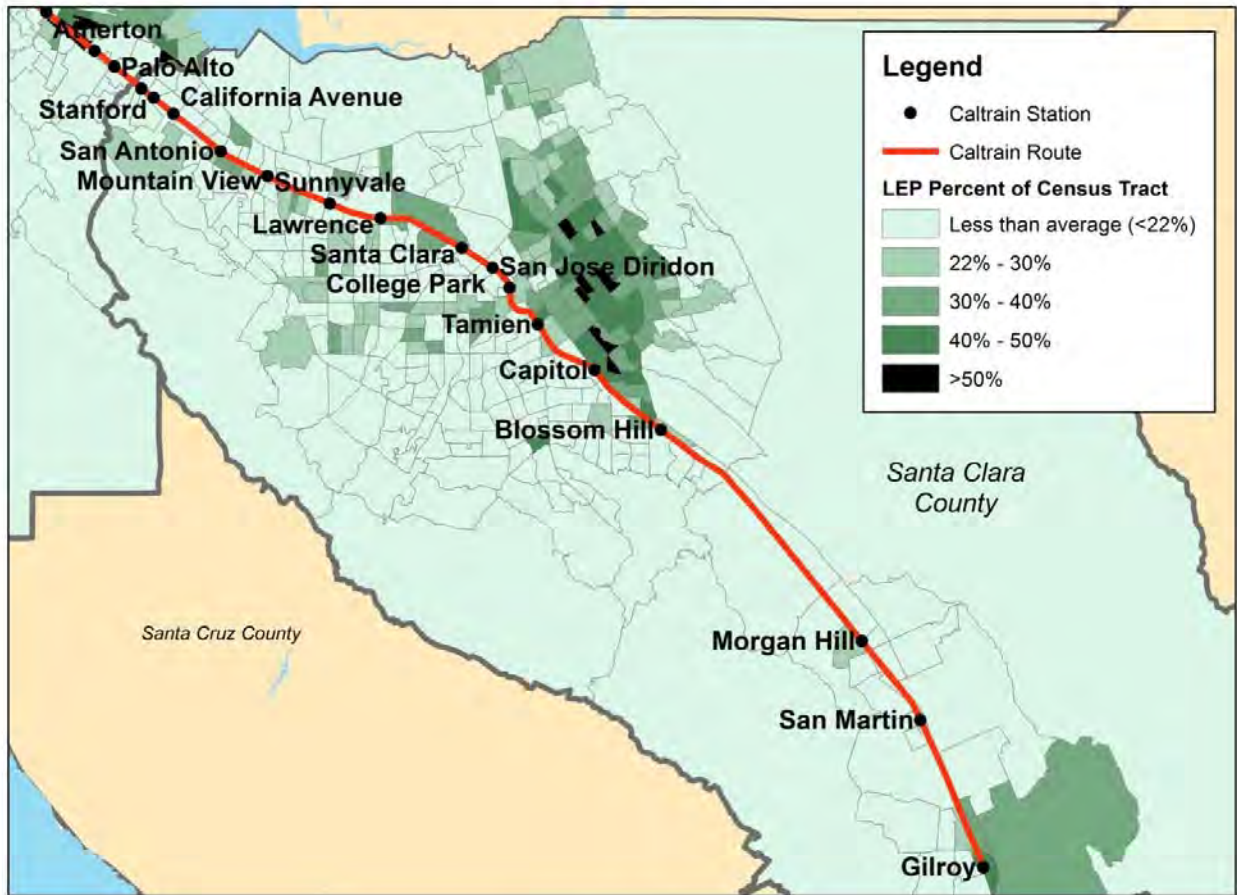 Atherton
Palo Alto
California Avenue
Stanford
San Antonio
Mountain View
Sunnyvale
Lawrence
Santa Clara
San Jose Diridon
College Park
Tamien
Capitol
Blossom Hill
Morgan Hill
San Martin
Gilroy
Santa Clara
County
Santa Cruz County
Legend
Caltrain Station
Caltrain Route
LEP Percent of Census Tract
Less than average (<22%)
22% - 30%
30% - 40%
40% - 50%
>50%